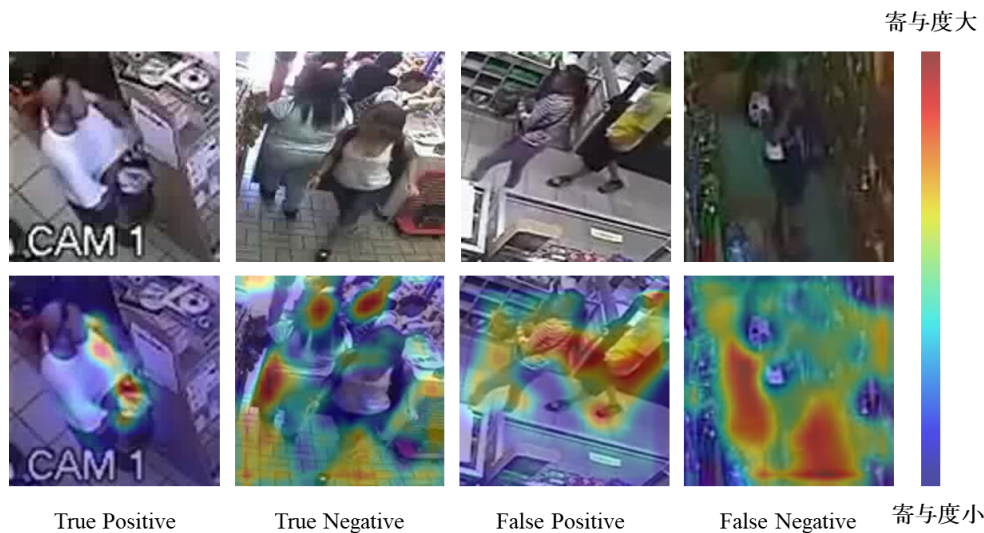 寄与度大
CAM 1
CAM 1
True Positive
True Negative
False Positive
False Negative
寄与度小